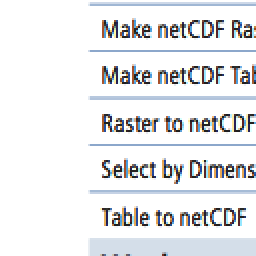 Make netCDF Ras
Make netCDF Tab
Raster to netCDF
Select by Dimens
Table to netCDF